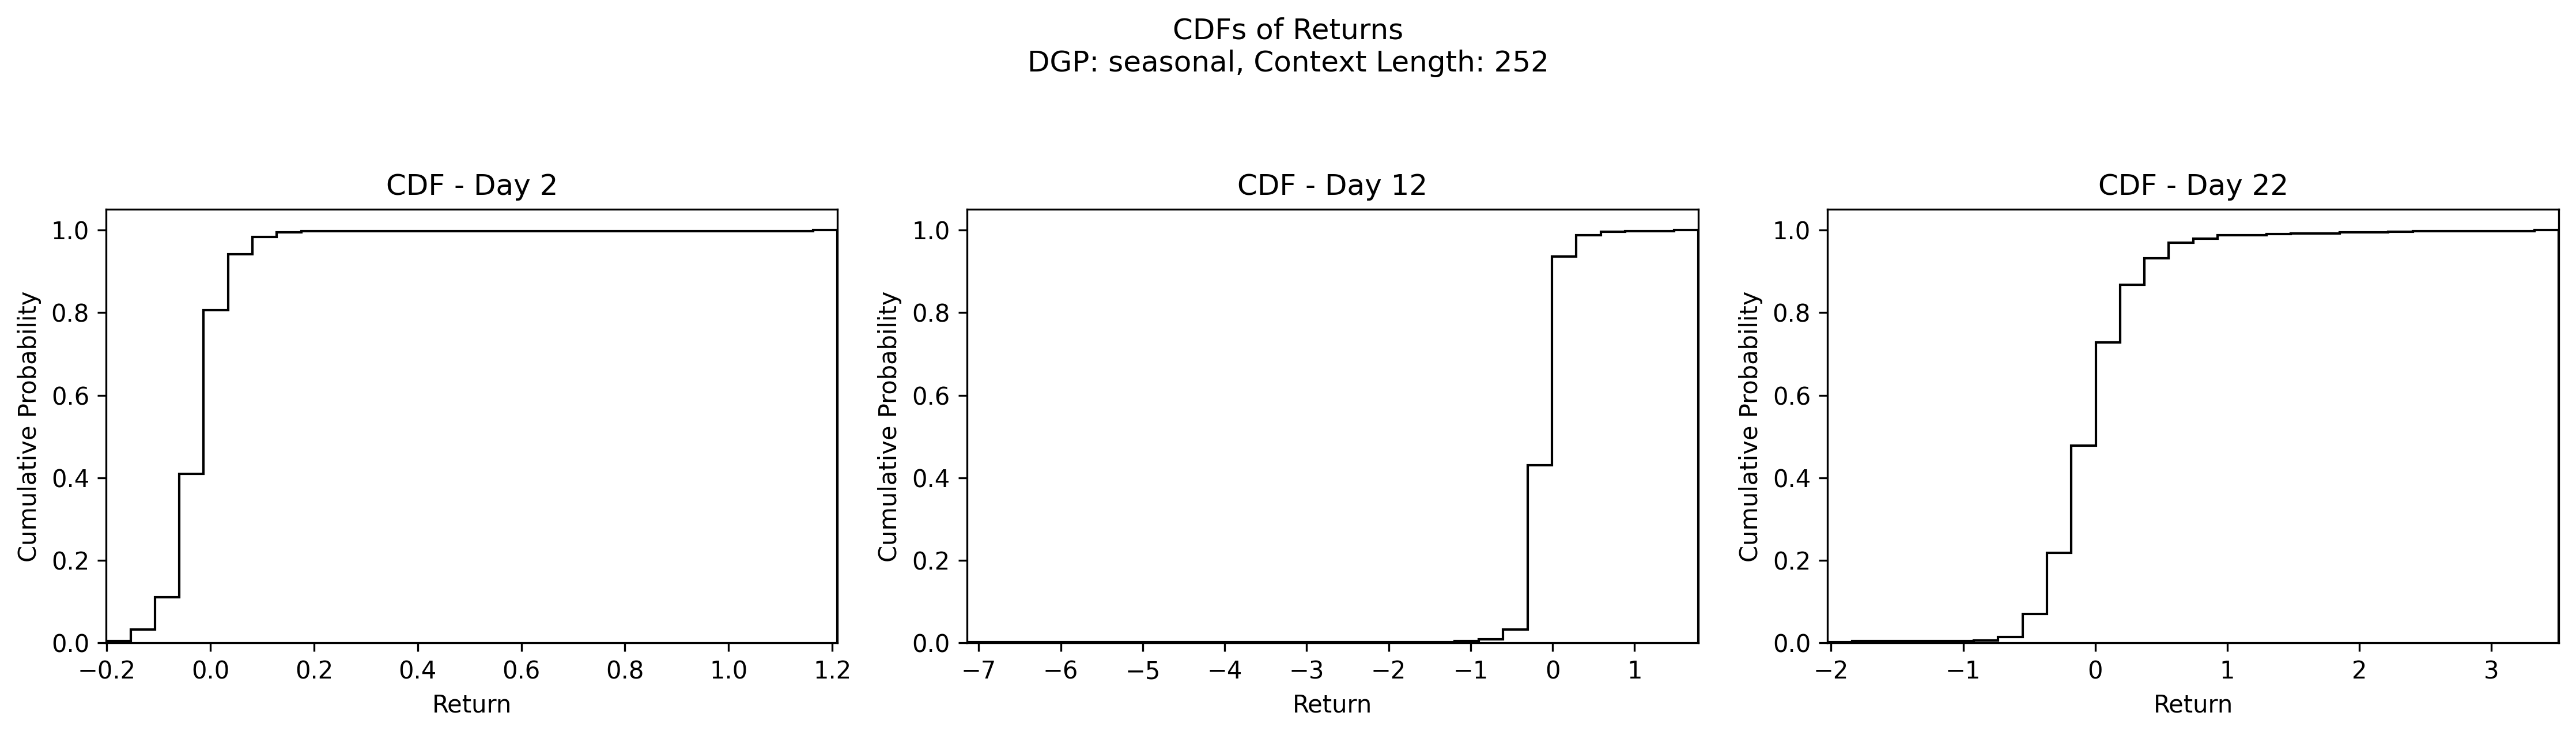 CDFs of Returns
DGP: seasonal, Context Length: 252
CDF - Day 2
Cumulative Probability
1.0
0.8
0.6
0.4
0.2
0.0
−0.2 0.0 0.2 0.4 0.6 0.8 1.0 1.2
Return
CDF - Day 12
Cumulative Probability
1.0
0.8
0.6
0.4
0.2
0.0
−7 −6 −5 −4 −3 −2 −1 0 1
Return
CDF - Day 22
Cumulative Probability
1.0
0.8
0.6
0.4
0.2
0.0
−2 −1 0 1 2 3
Return